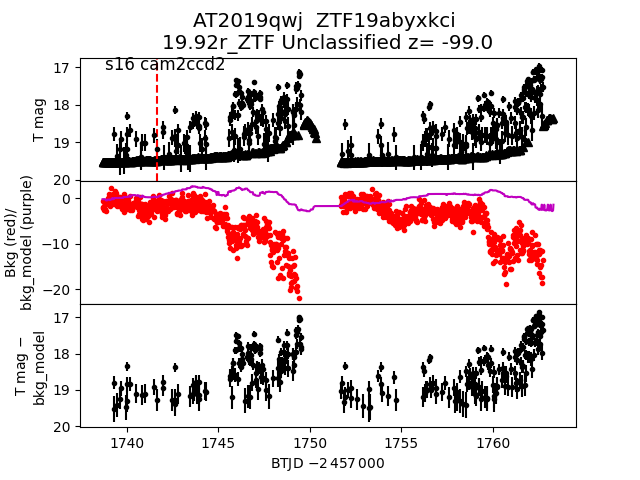 AT2019qwj  ZTF19abyxkci
19.92r_ZTF Unclassified z= -99.0
s16 cam2ccd2
T mag
17
18
19
20
Bkg (red)/
bkg_model (purple)
0
−10
−20
T mag −
bkg_model
17
18
19
20
1740
1745
1750
1755
1760
BTJD −2 457 000